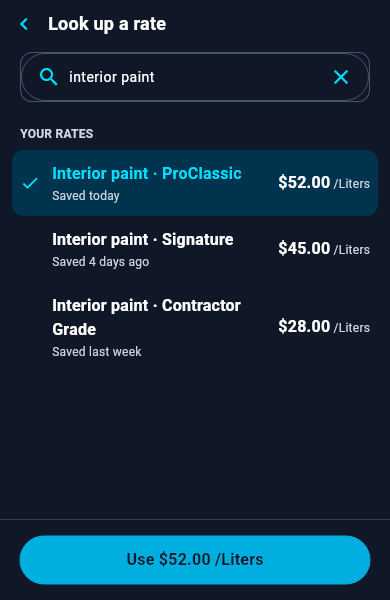 Look up a rate
interior paint
YOUR RATES
Interior paint · ProClassic
Saved today
$52.00 /Liters
Interior paint · Signature
Saved 4 days ago
$45.00 /Liters
Interior paint · Contractor
Grade
Saved last week
$28.00 /Liters
Use $52.00 /Liters